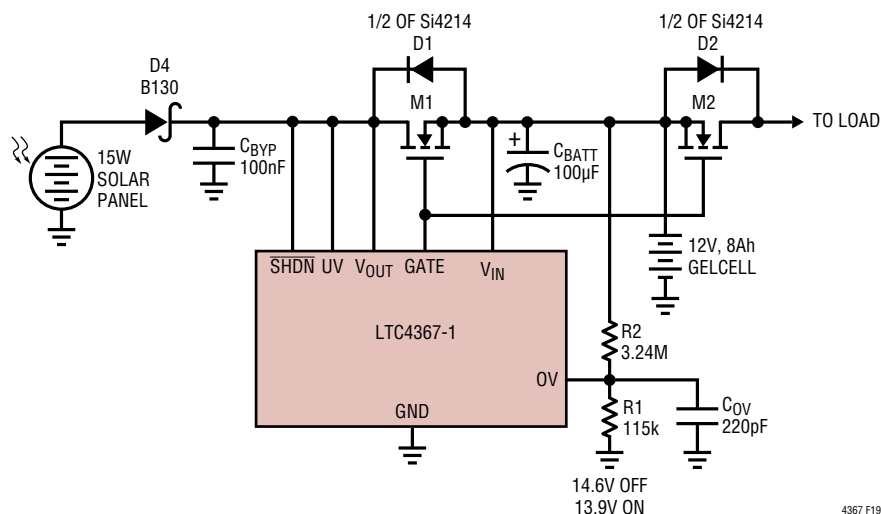 1/2 OF Si4214
D1
1/2 OF Si4214
D2
D4
B130
M1
M2
TO LOAD
15W
SOLAR
PANEL
CBYP
100nF
+
CBATT
100µF
12V, 8Ah
GELCELL
SHDN UV VOUT GATE VIN
LTC4367-1
R2
3.24M
OV
GND
R1
115k
COV
220pF
14.6V OFF
13.9V ON
4367 F19